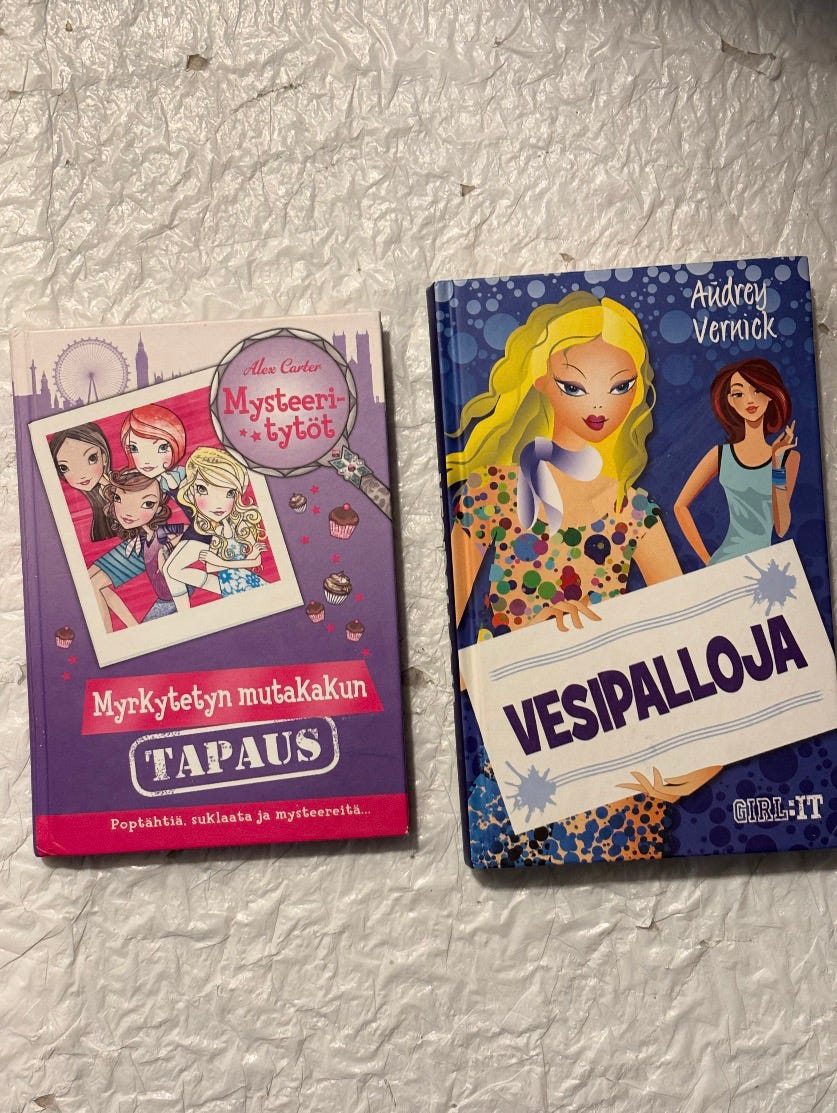 Alex Carter
Mysteeri-
tytöt
Myrkytetyn mutakakun
TAPAUS
Poptähtiä, suklaata ja mysteereitä...
Audrey
Vernick
VESIPALLOJA
GIRL:IT